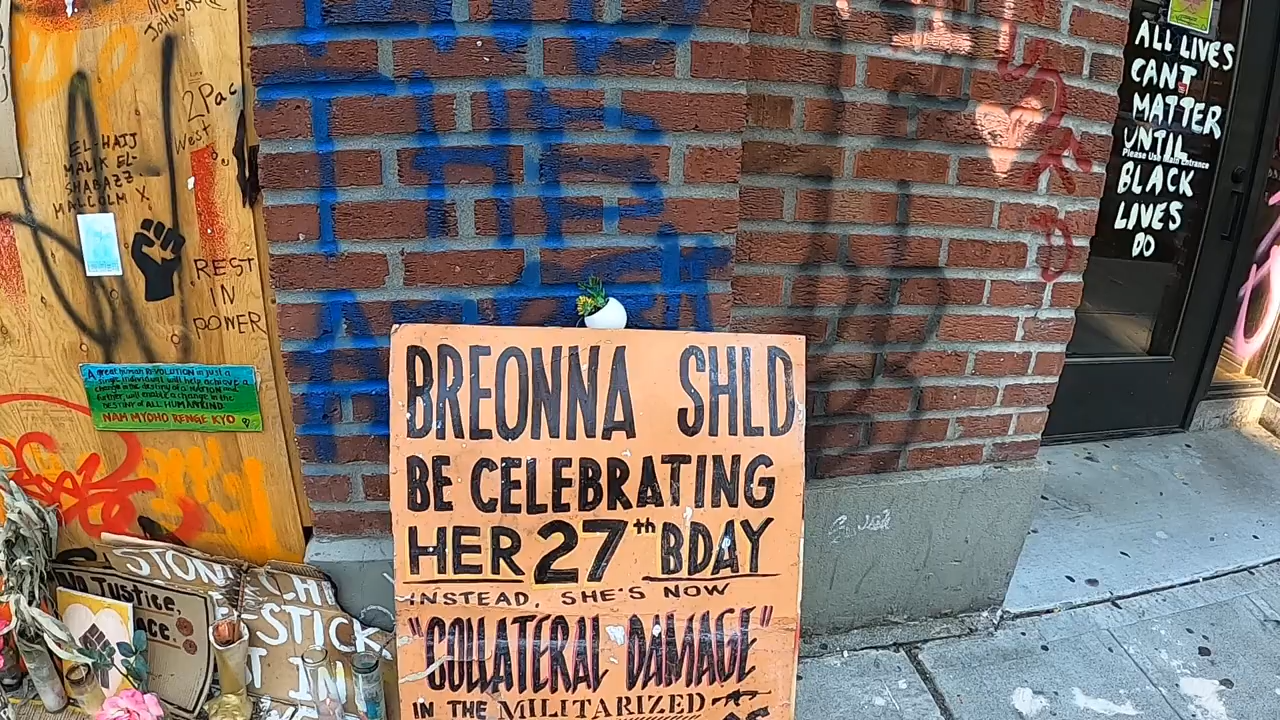 JOHNSON
2Pac
West
EL-HAJJ
MALIK EL-
SHABAZZ
MALCOLM X
REST
IN
POWER
A great human REVOLUTION in just a
single individual will help achieve a
change in the destiny of a NATION and
further, will enable a change in the
DESTINY of ALL HUMANKIND.
NAM MYOHO RENGE KYO
No Justice,
STICK
BREONNA SHLD
BE CELEBRATING
HER 27th BDAY
INSTEAD, SHE'S NOW
"COLLATERAL DAMAGE"
IN THE MILITARIZED
ALL LIVES
CANT
MATTER
UNTIL
Please Use Main Entrance
BLACK
LIVES
DO